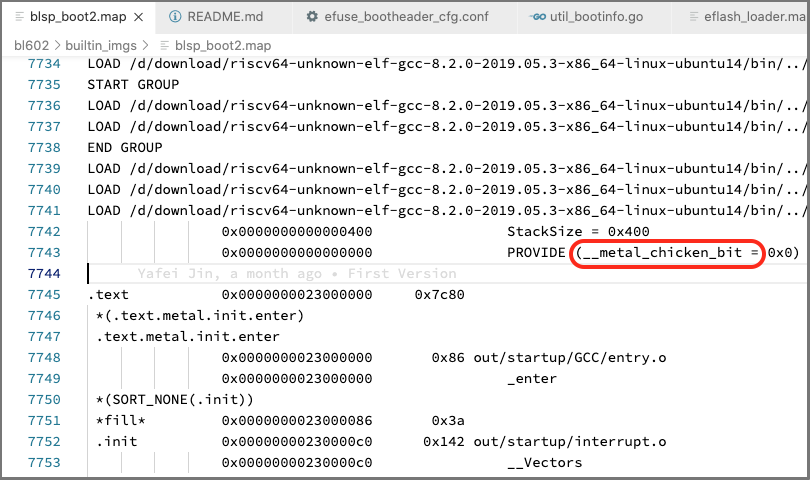 blsp_boot2.map × README.md efuse_bootheader_cfg.conf util_bootinfo.go eflash_loader.ma
bl602 > builtin_imgs > blsp_boot2.map
7734 LOAD /d/download/riscv64-unknown-elf-gcc-8.2.0-2019.05.3-x86_64-linux-ubuntu14/bin/../
7735 START GROUP
7736 LOAD /d/download/riscv64-unknown-elf-gcc-8.2.0-2019.05.3-x86_64-linux-ubuntu14/bin/../
7737 LOAD /d/download/riscv64-unknown-elf-gcc-8.2.0-2019.05.3-x86_64-linux-ubuntu14/bin/../
7738 END GROUP
7739 LOAD /d/download/riscv64-unknown-elf-gcc-8.2.0-2019.05.3-x86_64-linux-ubuntu14/bin/../
7740 LOAD /d/download/riscv64-unknown-elf-gcc-8.2.0-2019.05.3-x86_64-linux-ubuntu14/bin/../
7741 LOAD /d/download/riscv64-unknown-elf-gcc-8.2.0-2019.05.3-x86_64-linux-ubuntu14/bin/../
7742 0x0000000000000400 StackSize = 0x400
7743 0x0000000000000000 PROVIDE (__metal_chicken_bit = 0x0)
7744 Yafei Jin, a month ago • First Version
7745 .text 0x0000000023000000 0x7c80
7746 *(.text.metal.init.enter)
7747 .text.metal.init.enter
7748 0x0000000023000000 0x86 out/startup/GCC/entry.o
7749 0x0000000023000000 _enter
7750 *(SORT_NONE(.init))
7751 *fill* 0x0000000023000086 0x3a
7752 .init 0x00000000230000c0 0x142 out/startup/interrupt.o
7753 0x00000000230000c0 __Vectors